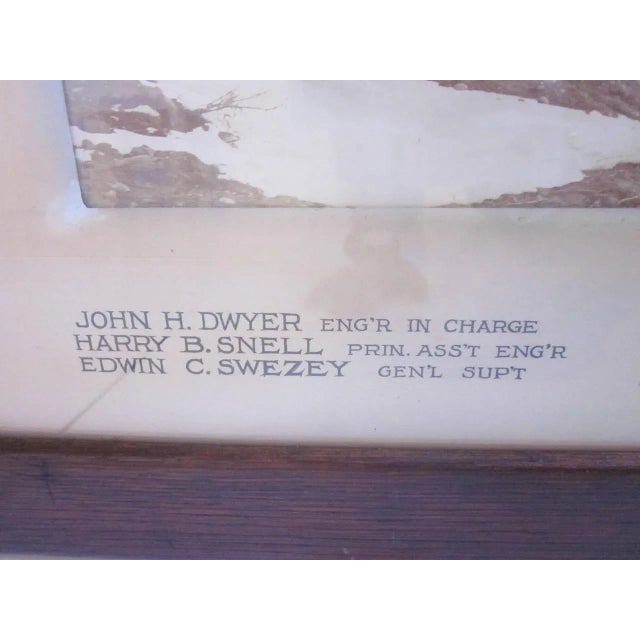 JOHN H. DWYER ENG'R IN CHARGE
HARRY B. SNELL PRIN. ASS'T ENG'R
EDWIN C. SWEZEY GEN'L SUP'T